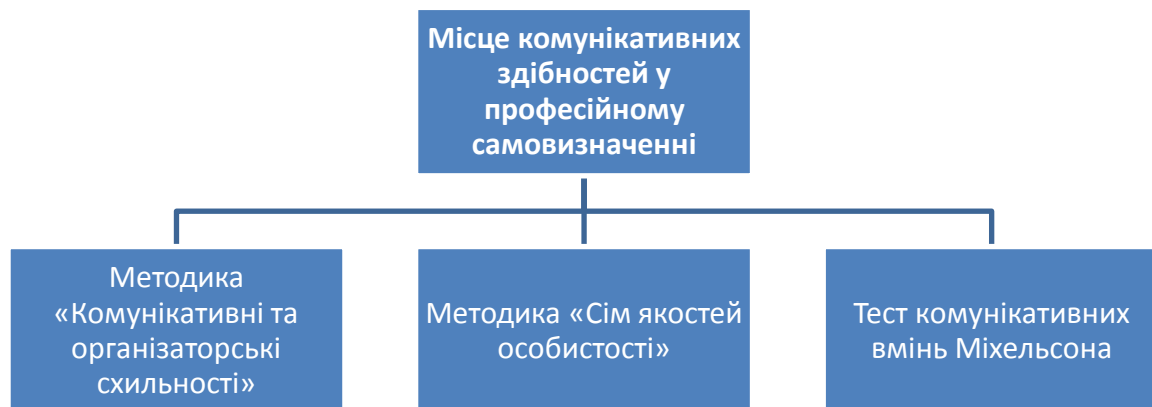 Місце комунікативних
здібностей у
професійному
самовизначенні
Методика
«Комунікативні та
організаторські
схильності»
Методика «Сім якостей
особистості»
Тест комунікативних
вмінь Міхельсона